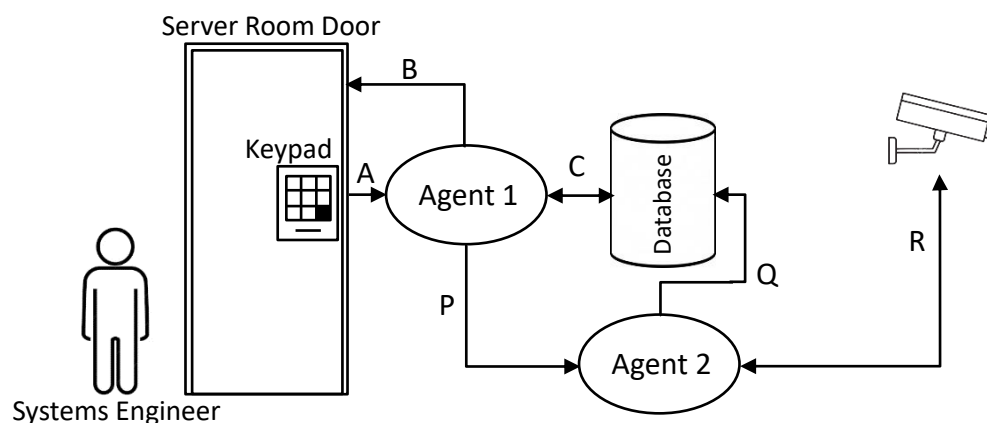 Server Room Door
B
Keypad
A
Agent 1
C
Database
R
P
Q
Agent 2
Systems Engineer